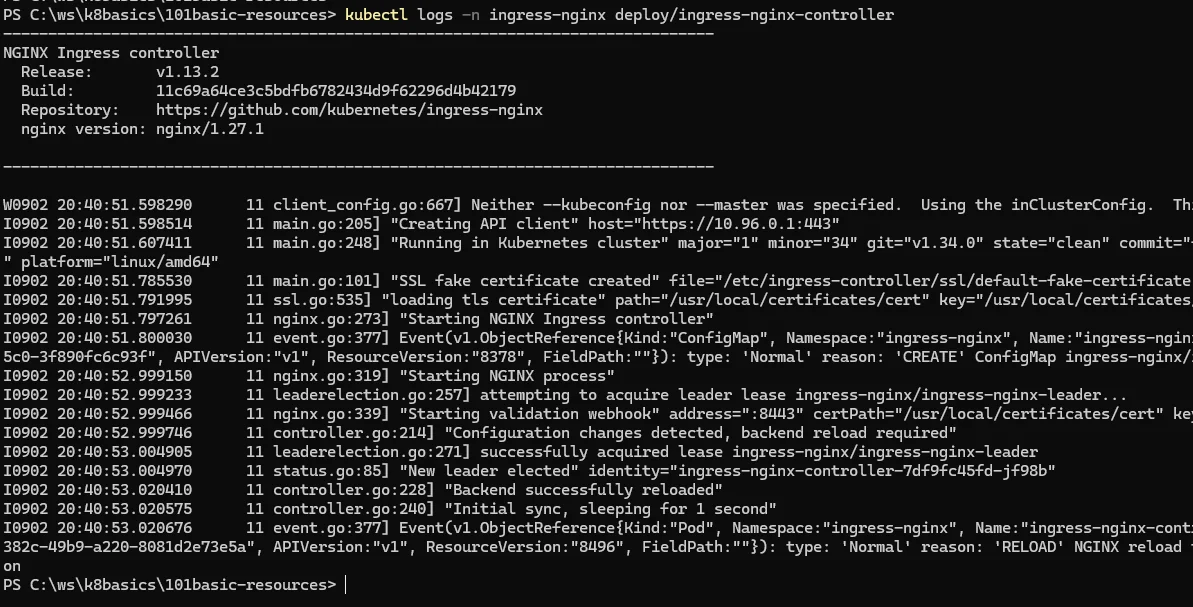 PS C:\ws\k8basics\101basic-resources> kubectl logs -n ingress-nginx deploy/ingress-nginx-controller
-------------------------------------------------------------------------------
NGINX Ingress controller
  Release:       v1.13.2
  Build:         11c69a64ce3c5bdfb6782434d9f62296d4b42179
  Repository:    https://github.com/kubernetes/ingress-nginx
  nginx version: nginx/1.27.1
-------------------------------------------------------------------------------
W0902 20:40:51.598290      11 client_config.go:667] Neither --kubeconfig nor --master was specified.  Using the inClusterConfig.  Thi
I0902 20:40:51.598514      11 main.go:205] "Creating API client" host="https://10.96.0.1:443"
I0902 20:40:51.607411      11 main.go:248] "Running in Kubernetes cluster" major="1" minor="34" git="v1.34.0" state="clean" commit="
" platform="linux/amd64"
I0902 20:40:51.785530      11 main.go:101] "SSL fake certificate created" file="/etc/ingress-controller/ssl/default-fake-certificate
I0902 20:40:51.791995      11 ssl.go:535] "loading tls certificate" path="/usr/local/certificates/cert" key="/usr/local/certificates
I0902 20:40:51.797261      11 nginx.go:273] "Starting NGINX Ingress controller"
I0902 20:40:51.800030      11 event.go:377] Event(v1.ObjectReference{Kind:"ConfigMap", Namespace:"ingress-nginx", Name:"ingress-nginx
5c0-3f890fc6c93f", APIVersion:"v1", ResourceVersion:"8378", FieldPath:""}): type: 'Normal' reason: 'CREATE' ConfigMap ingress-nginx/
I0902 20:40:52.999150      11 nginx.go:319] "Starting NGINX process"
I0902 20:40:52.999233      11 leaderelection.go:257] attempting to acquire leader lease ingress-nginx/ingress-nginx-leader...
I0902 20:40:52.999466      11 nginx.go:339] "Starting validation webhook" address=":8443" certPath="/usr/local/certificates/cert" key
I0902 20:40:52.999746      11 controller.go:214] "Configuration changes detected, backend reload required"
I0902 20:40:53.004905      11 leaderelection.go:271] successfully acquired lease ingress-nginx/ingress-nginx-leader
I0902 20:40:53.004970      11 status.go:85] "New leader elected" identity="ingress-nginx-controller-7df9fc45fd-jf98b"
I0902 20:40:53.020410      11 controller.go:228] "Backend successfully reloaded"
I0902 20:40:53.020575      11 controller.go:240] "Initial sync, sleeping for 1 second"
I0902 20:40:53.020676      11 event.go:377] Event(v1.ObjectReference{Kind:"Pod", Namespace:"ingress-nginx", Name:"ingress-nginx-cont
382c-49b9-a220-8081d2e73e5a", APIVersion:"v1", ResourceVersion:"8496", FieldPath:""}): type: 'Normal' reason: 'RELOAD' NGINX reload
on
PS C:\ws\k8basics\101basic-resources>